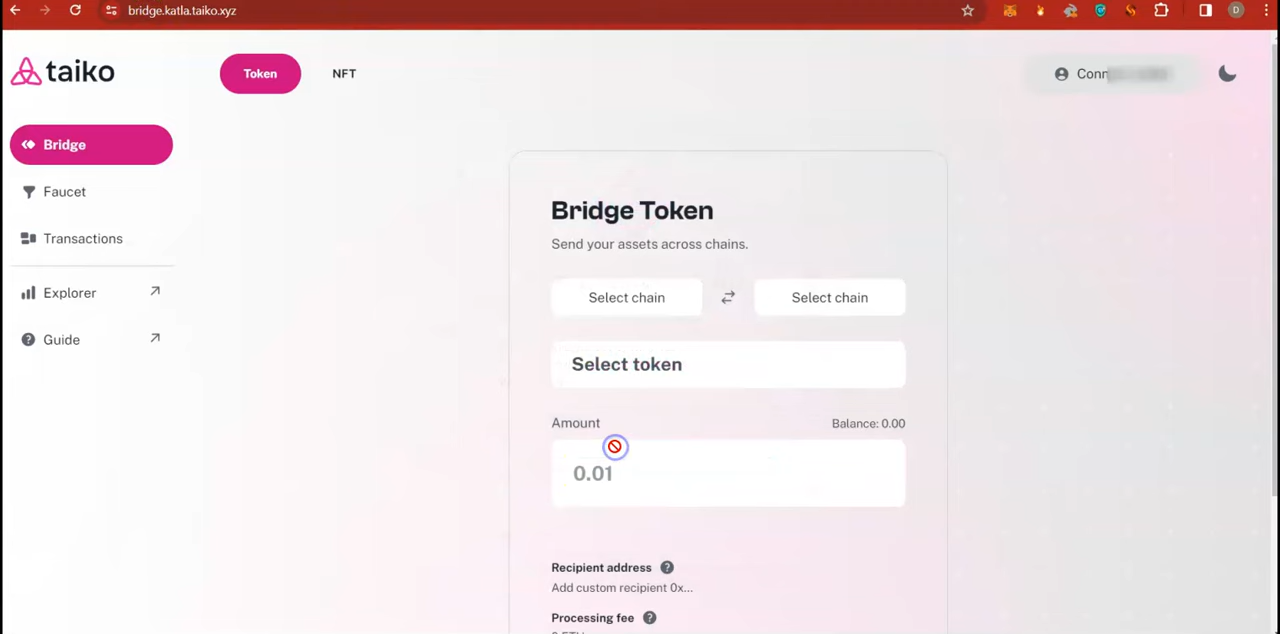 bridge.katla.taiko.xyz
D
taiko
Token
NFT
Conn
Bridge
Faucet
Transactions
Explorer
Guide
Bridge Token
Send your assets across chains.
Select chain
Select chain
Select token
Amount
Balance: 0.00
0.01
Recipient address ?
Add custom recipient 0x...
Processing fee ?